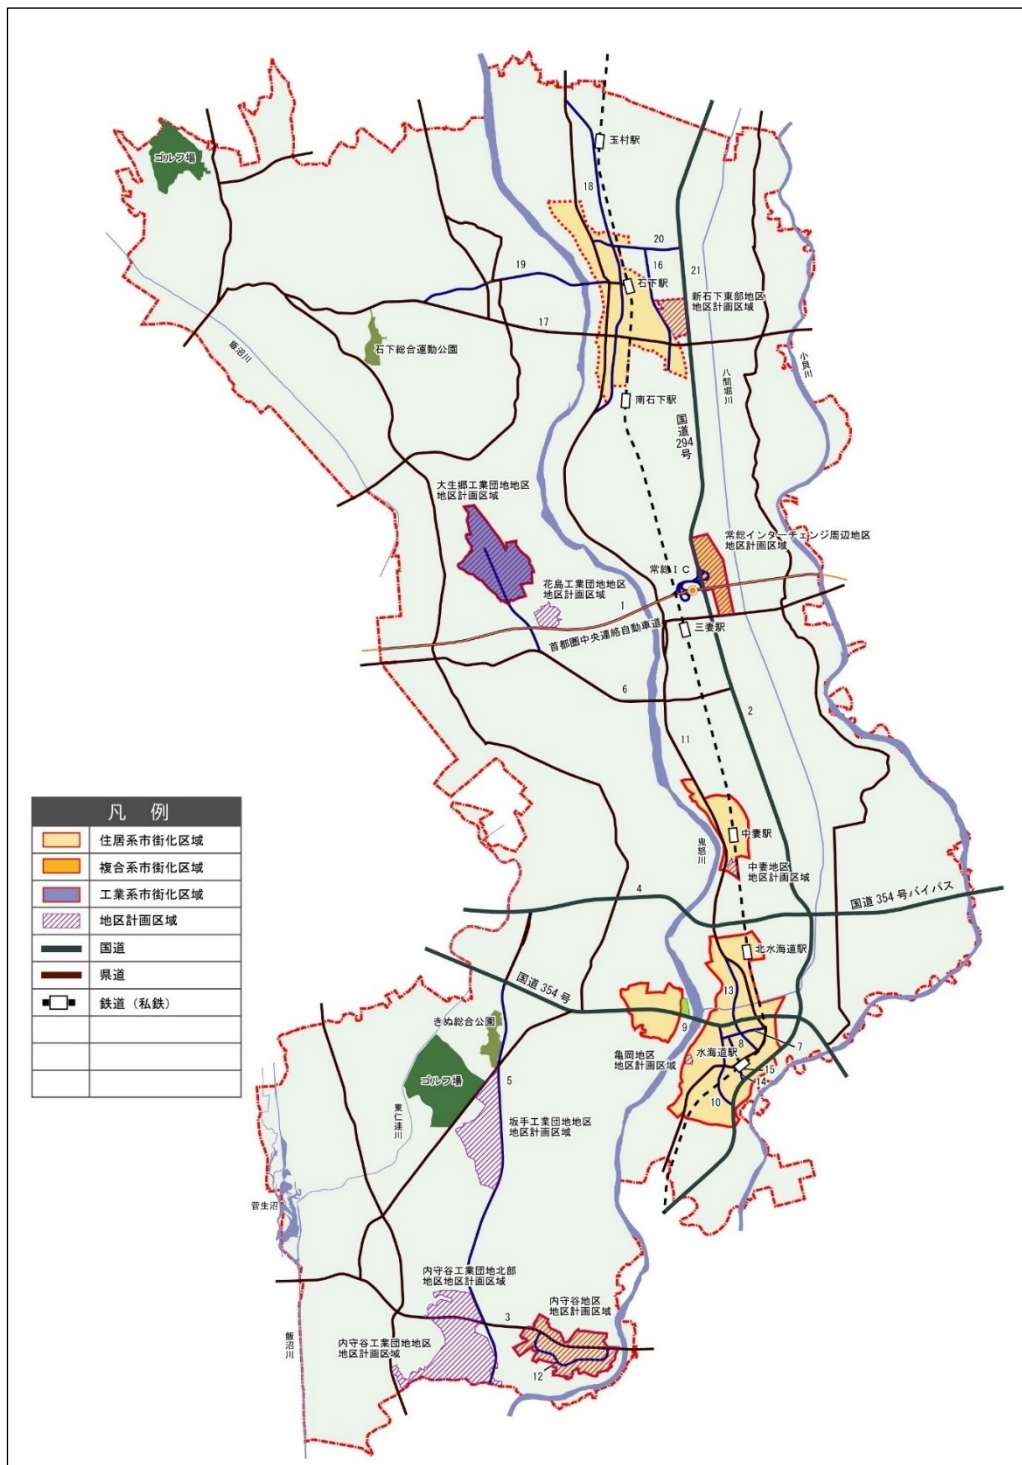 玉村駅
ゴルフ場
18
20
19
16
21
石下駅
新石下東部地区
地区計画区域
17
石下総合運動公園
飯沼川
小貝川
八間堀川
南石下駅
国道294号
大生郷工業団地地区
地区計画区域
常総インターチェンジ周辺地区
地区計画区域
常総IC
花島工業団地地区
地区計画区域
1
首都圏中央連絡自動車道
三妻駅
6
2
11
凡 例
住居系市街化区域
複合系市街化区域
工業系市街化区域
地区計画区域
国道
県道
鉄道（私鉄）
中妻駅
鬼怒川
中妻地区
地区計画区域
4
国道354号バイパス
北水海道駅
国道354号
13
きぬ総合公園
9
8
7
亀岡地区
地区計画区域
水海道駅
15
14
10
ゴルフ場
5
東仁連川
坂手工業団地地区
地区計画区域
菅生沼
内守谷工業団地北部
地区地区計画区域
内守谷地区
地区計画区域
3
飯沼川
内守谷工業団地地区
地区計画区域
12